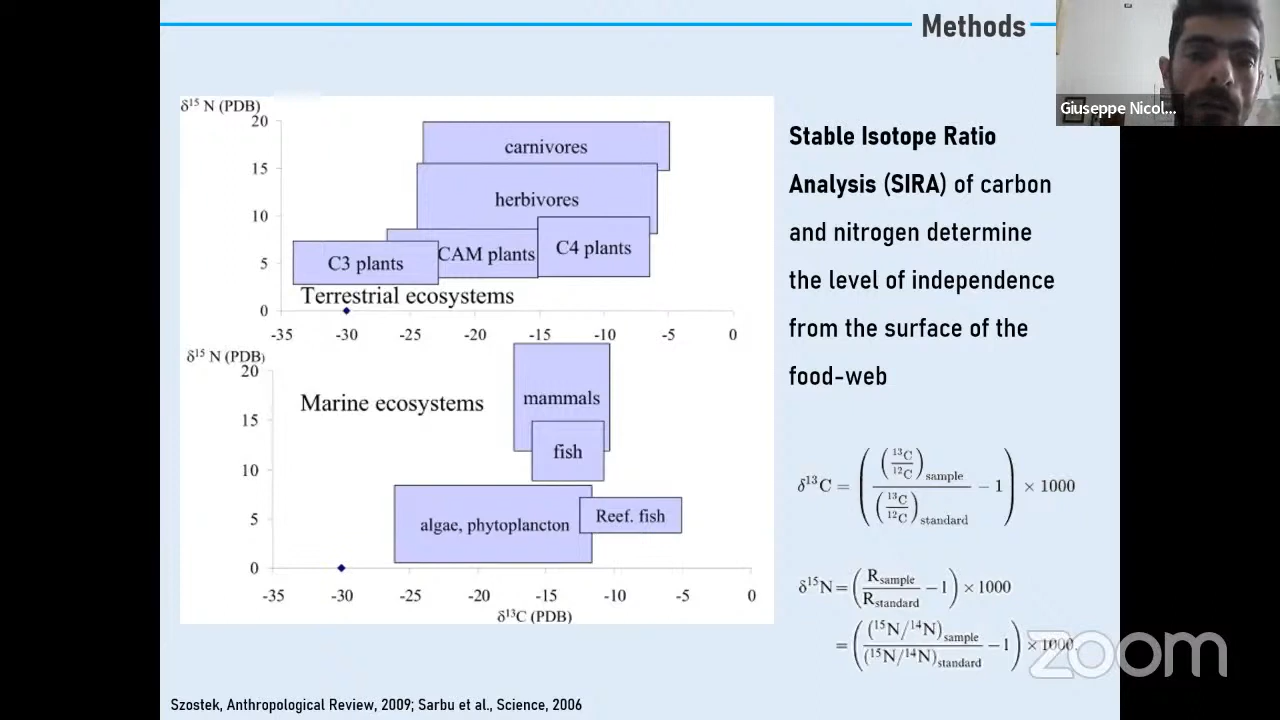 Methods
Giuseppe Nicol...
δ¹⁵ N (PDB)
20
15
10
5
0
carnivores
herbivores
C4 plants
CAM plants
C3 plants
Terrestrial ecosystems
-35 -30 -25 -20 -15 -10 -5 0
δ¹⁵ N (PDB)
20
15
10
5
0
Marine ecosystems
mammals
fish
Reef. fish
algae, phytoplancton
-35 -30 -25 -20 -15 -10 -5 0
δ¹³C (PDB)
Stable Isotope Ratio
Analysis (SIRA) of carbon
and nitrogen determine
the level of independence
from the surface of the
food-web
δ¹³C = ( (¹³C/¹²C)sample / (¹³C/¹²C)standard − 1 ) × 1000
δ¹⁵N = ( Rsample / Rstandard − 1 ) × 1000
= ( (¹⁵N/¹⁴N)sample / (¹⁵N/¹⁴N)standard − 1 ) × 1000.
zoom
Szostek, Anthropological Review, 2009; Sarbu et al., Science, 2006